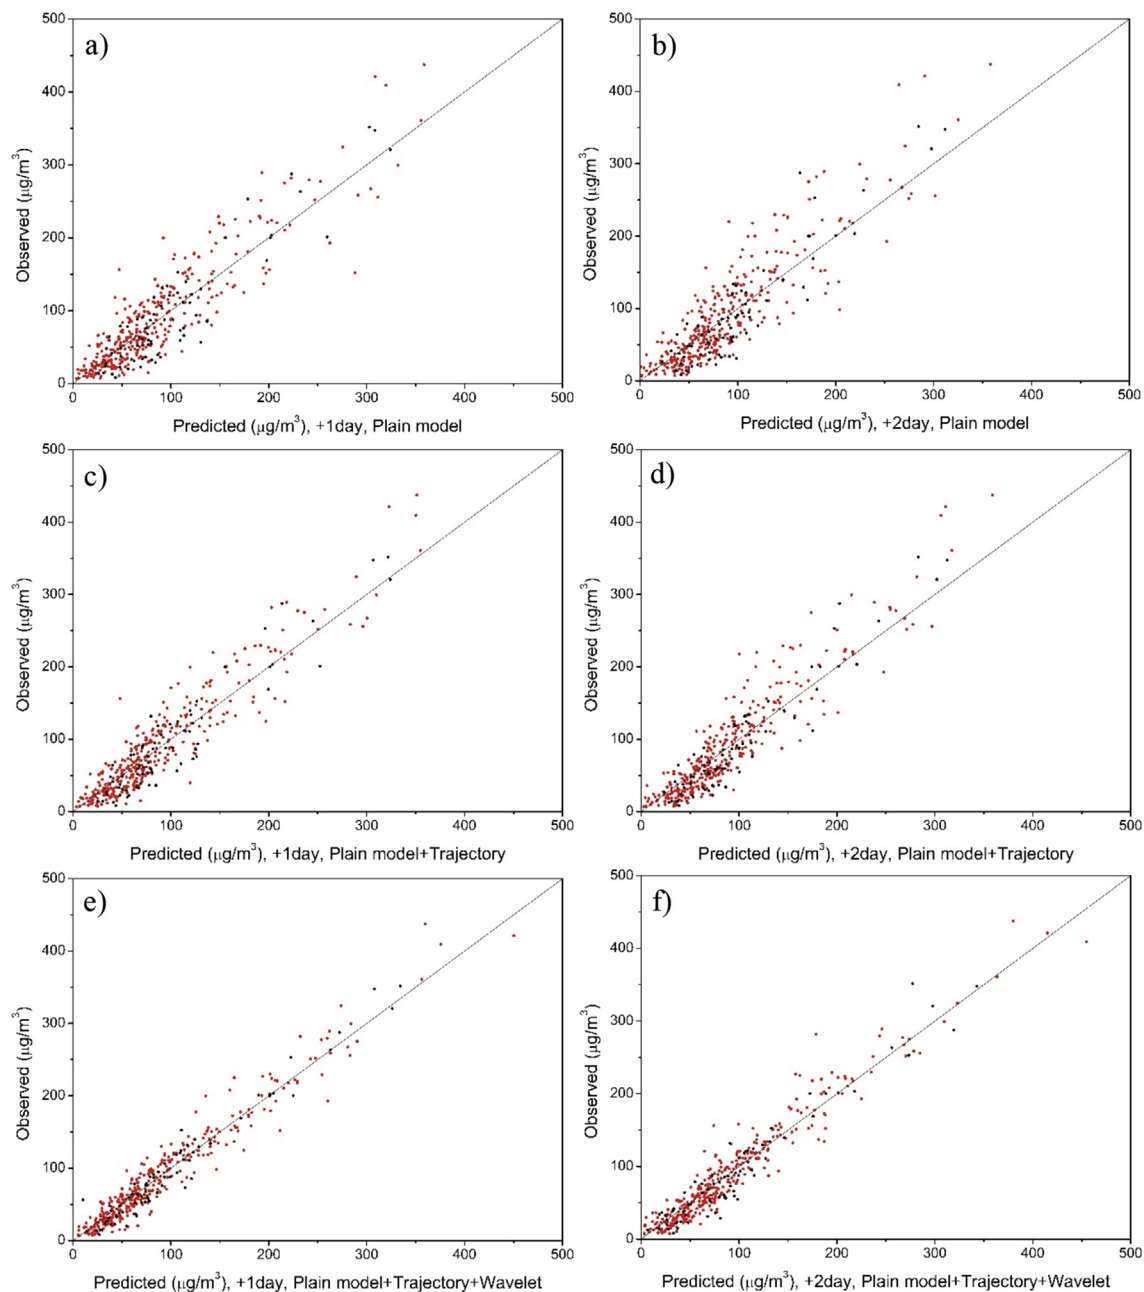 a)
500
400
300
200
100
0
Observed (μg/m³)
0 100 200 300 400 500
Predicted (μg/m³), +1day, Plain model
b)
500
400
300
200
100
0
Observed (μg/m³)
0 100 200 300 400 500
Predicted (μg/m³), +2day, Plain model
c)
500
400
300
200
100
0
Observed (μg/m³)
0 100 200 300 400 500
Predicted (μg/m³), +1day, Plain model+Trajectory
d)
500
400
300
200
100
0
Observed (μg/m³)
0 100 200 300 400 500
Predicted (μg/m³), +2day, Plain model+Trajectory
e)
500
400
300
200
100
0
Observed (μg/m³)
0 100 200 300 400 500
Predicted (μg/m³), +1day, Plain model+Trajectory+Wavelet
f)
500
400
300
200
100
0
Observed (μg/m³)
0 100 200 300 400 500
Predicted (μg/m³), +2day, Plain model+Trajectory+Wavelet